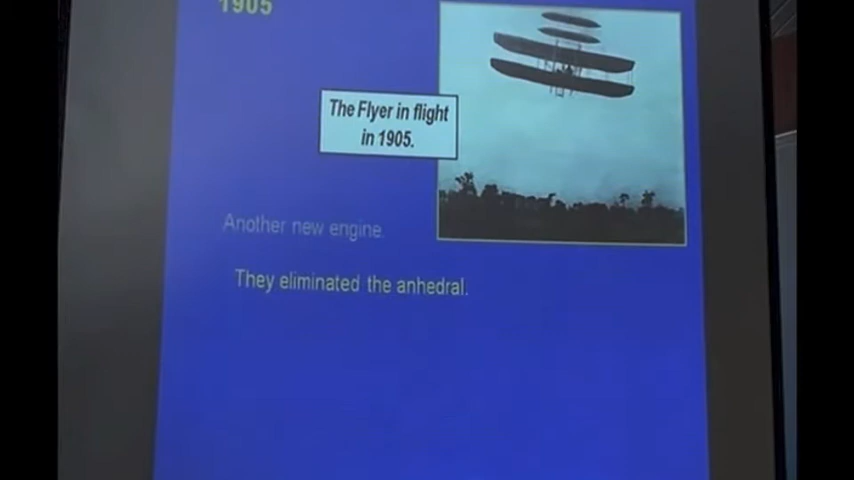 1905
The Flyer in flight
in 1905.
Another new engine.
They eliminated the anhedral.